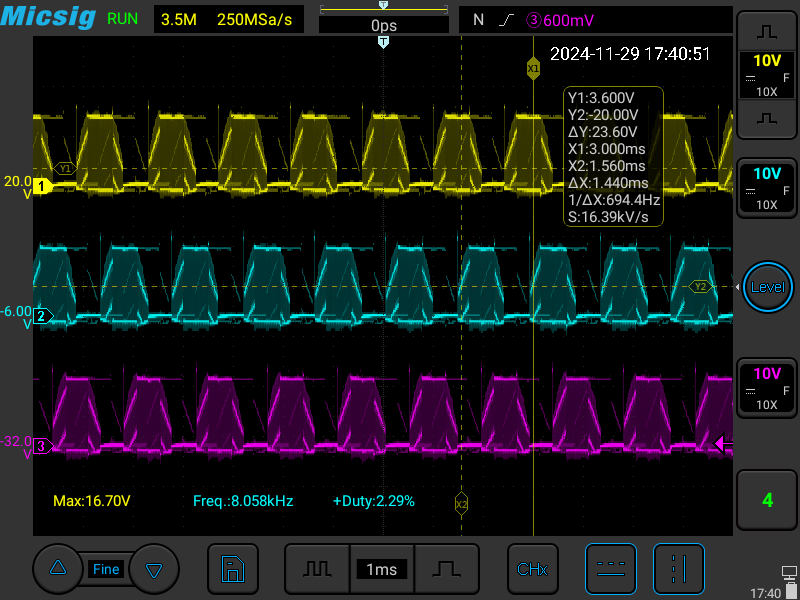 Micsig RUN 3.5M 250MSa/s 0ps N 3 600mV
T
T
2024-11-29 17:40:51
X1
Y1:3.600V
Y2:-20.00V
ΔY:23.60V
X1:3.000ms
X2:1.560ms
ΔX:1.440ms
1/ΔX:694.4Hz
S:16.39kV/s
Y1
20.0 1
V
Y2
-6.00 2
V
-32.0 3
V
Max:16.70V Freq.:8.058kHz +Duty:2.29%
X2
10V
F
10X
10V
F
10X
Level
10V
F
10X
4
Fine 1ms CHx
17:40